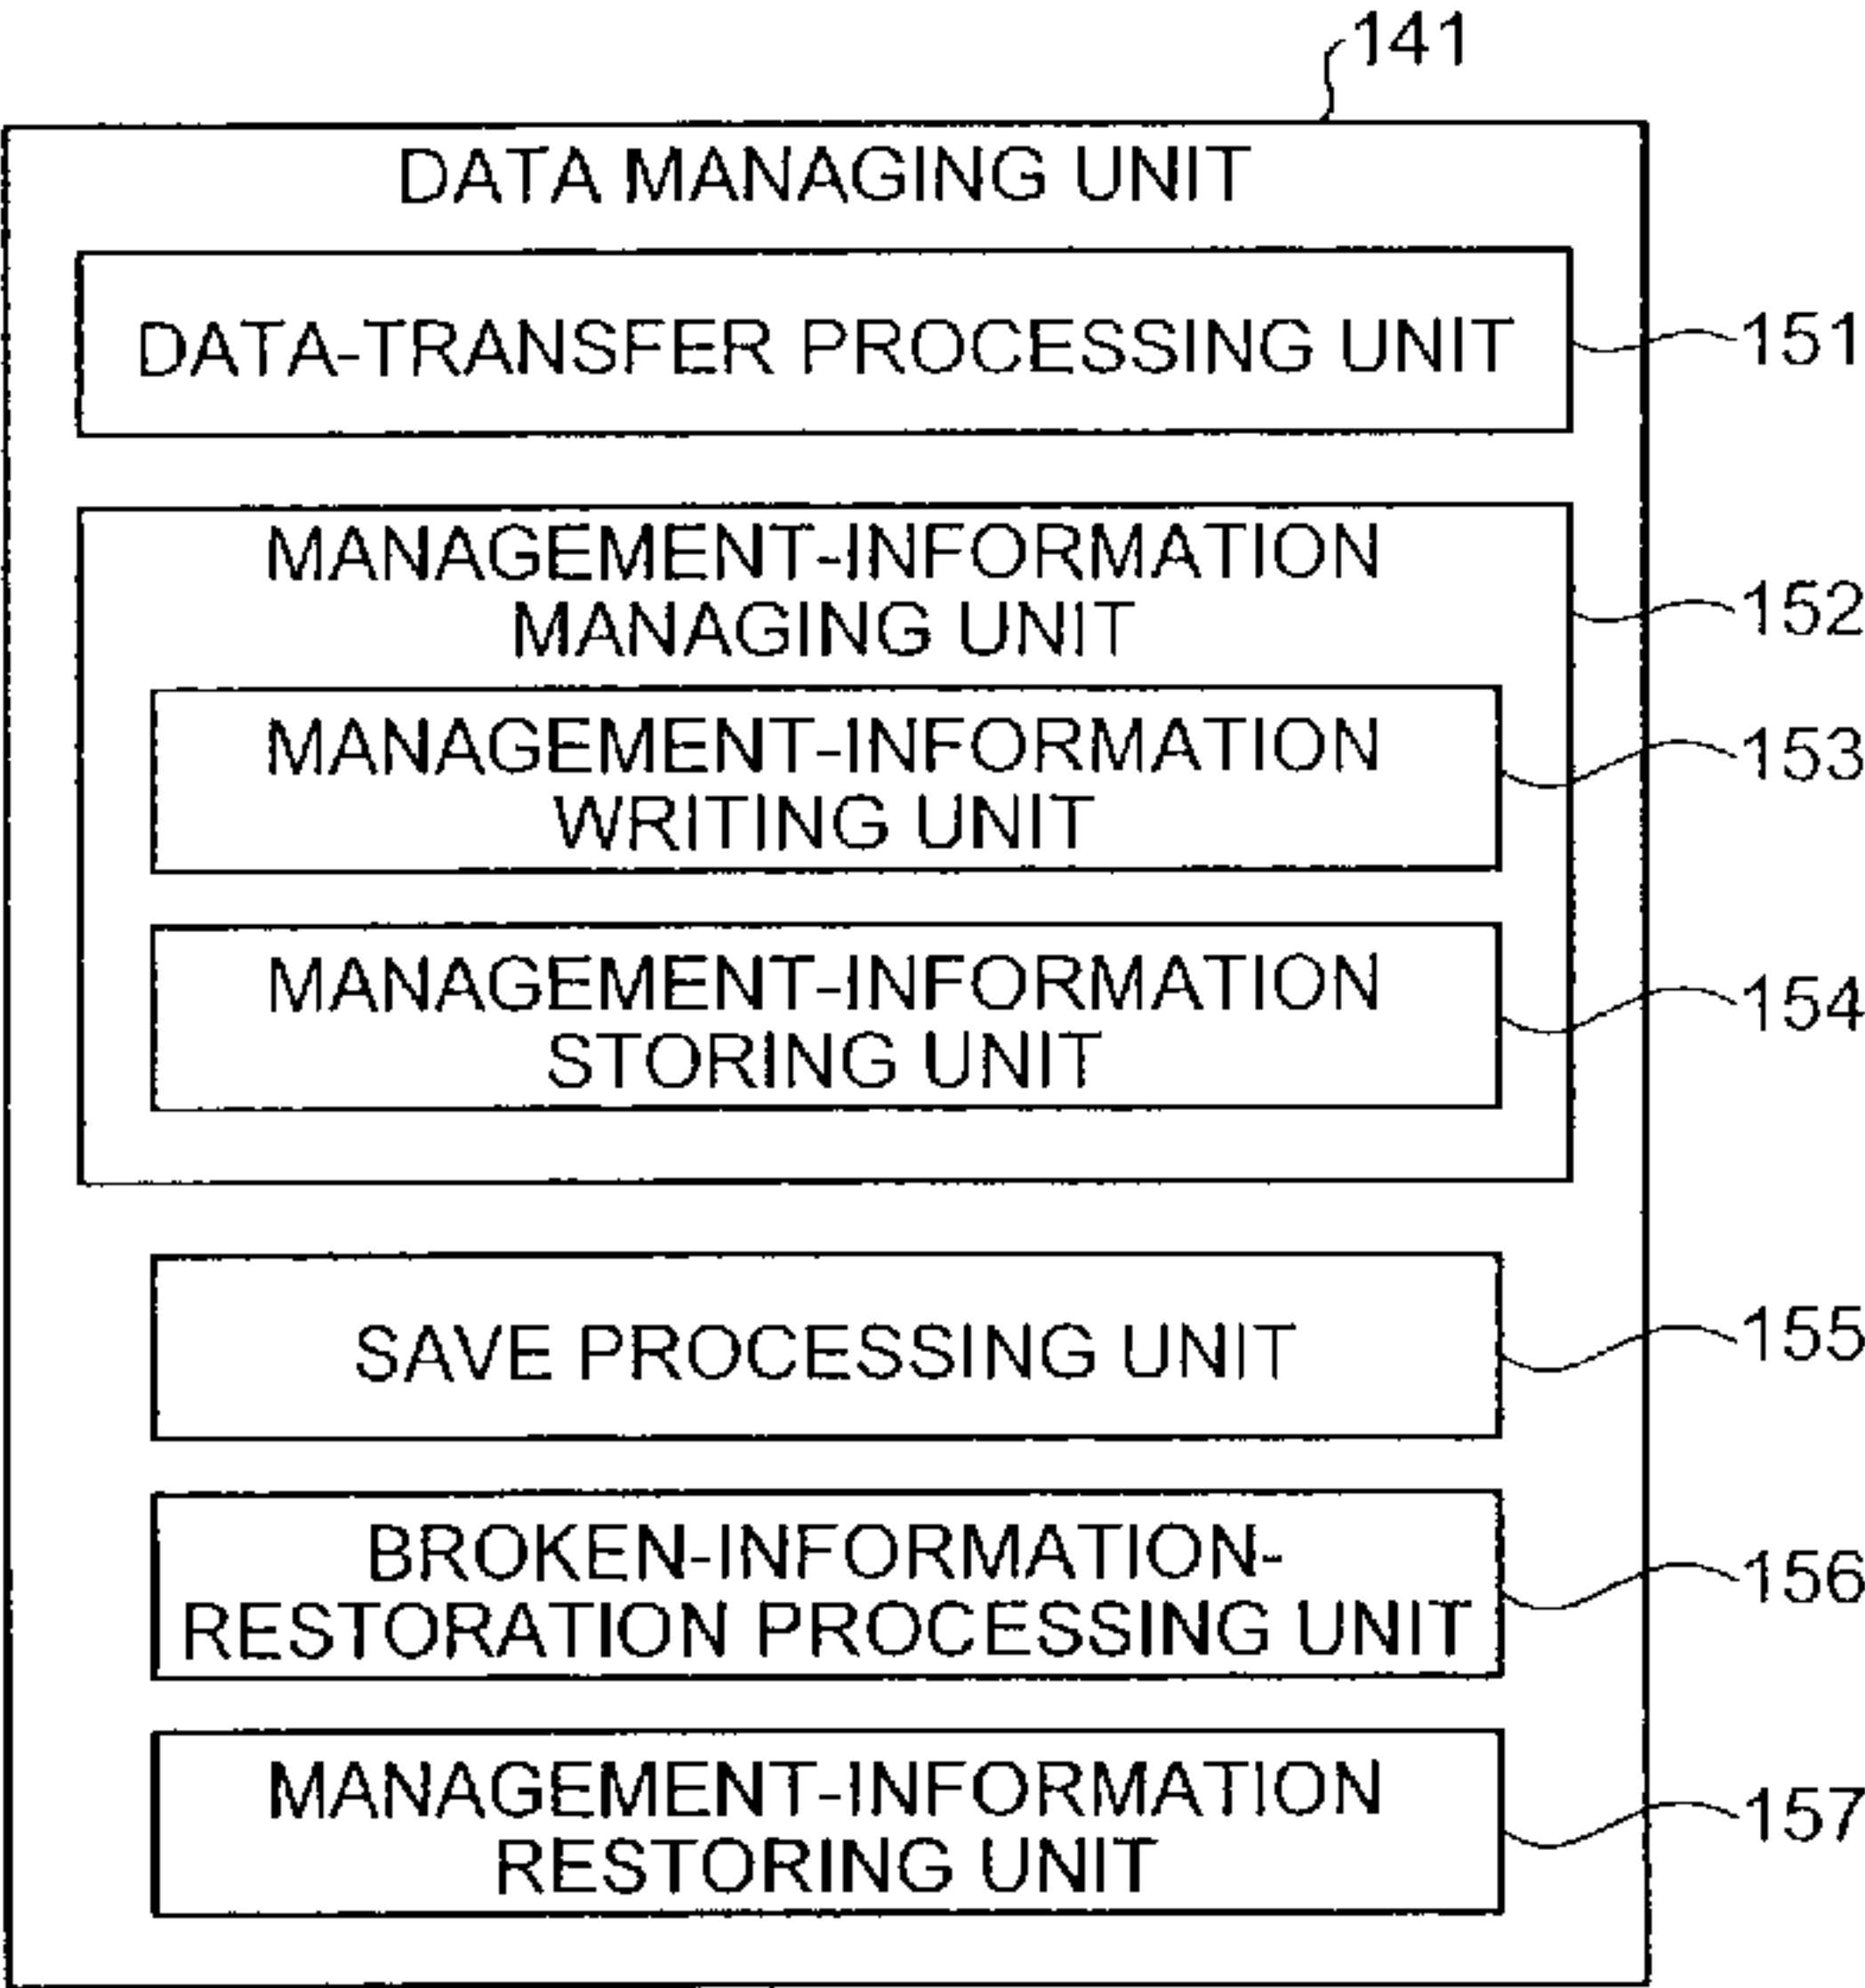 141
DATA MANAGING UNIT
DATA-TRANSFER PROCESSING UNIT
151
MANAGEMENT-INFORMATION
MANAGING UNIT
152
MANAGEMENT-INFORMATION
WRITING UNIT
153
MANAGEMENT-INFORMATION
STORING UNIT
154
SAVE PROCESSING UNIT
155
BROKEN-INFORMATION-
RESTORATION PROCESSING UNIT
156
MANAGEMENT-INFORMATION
RESTORING UNIT
157